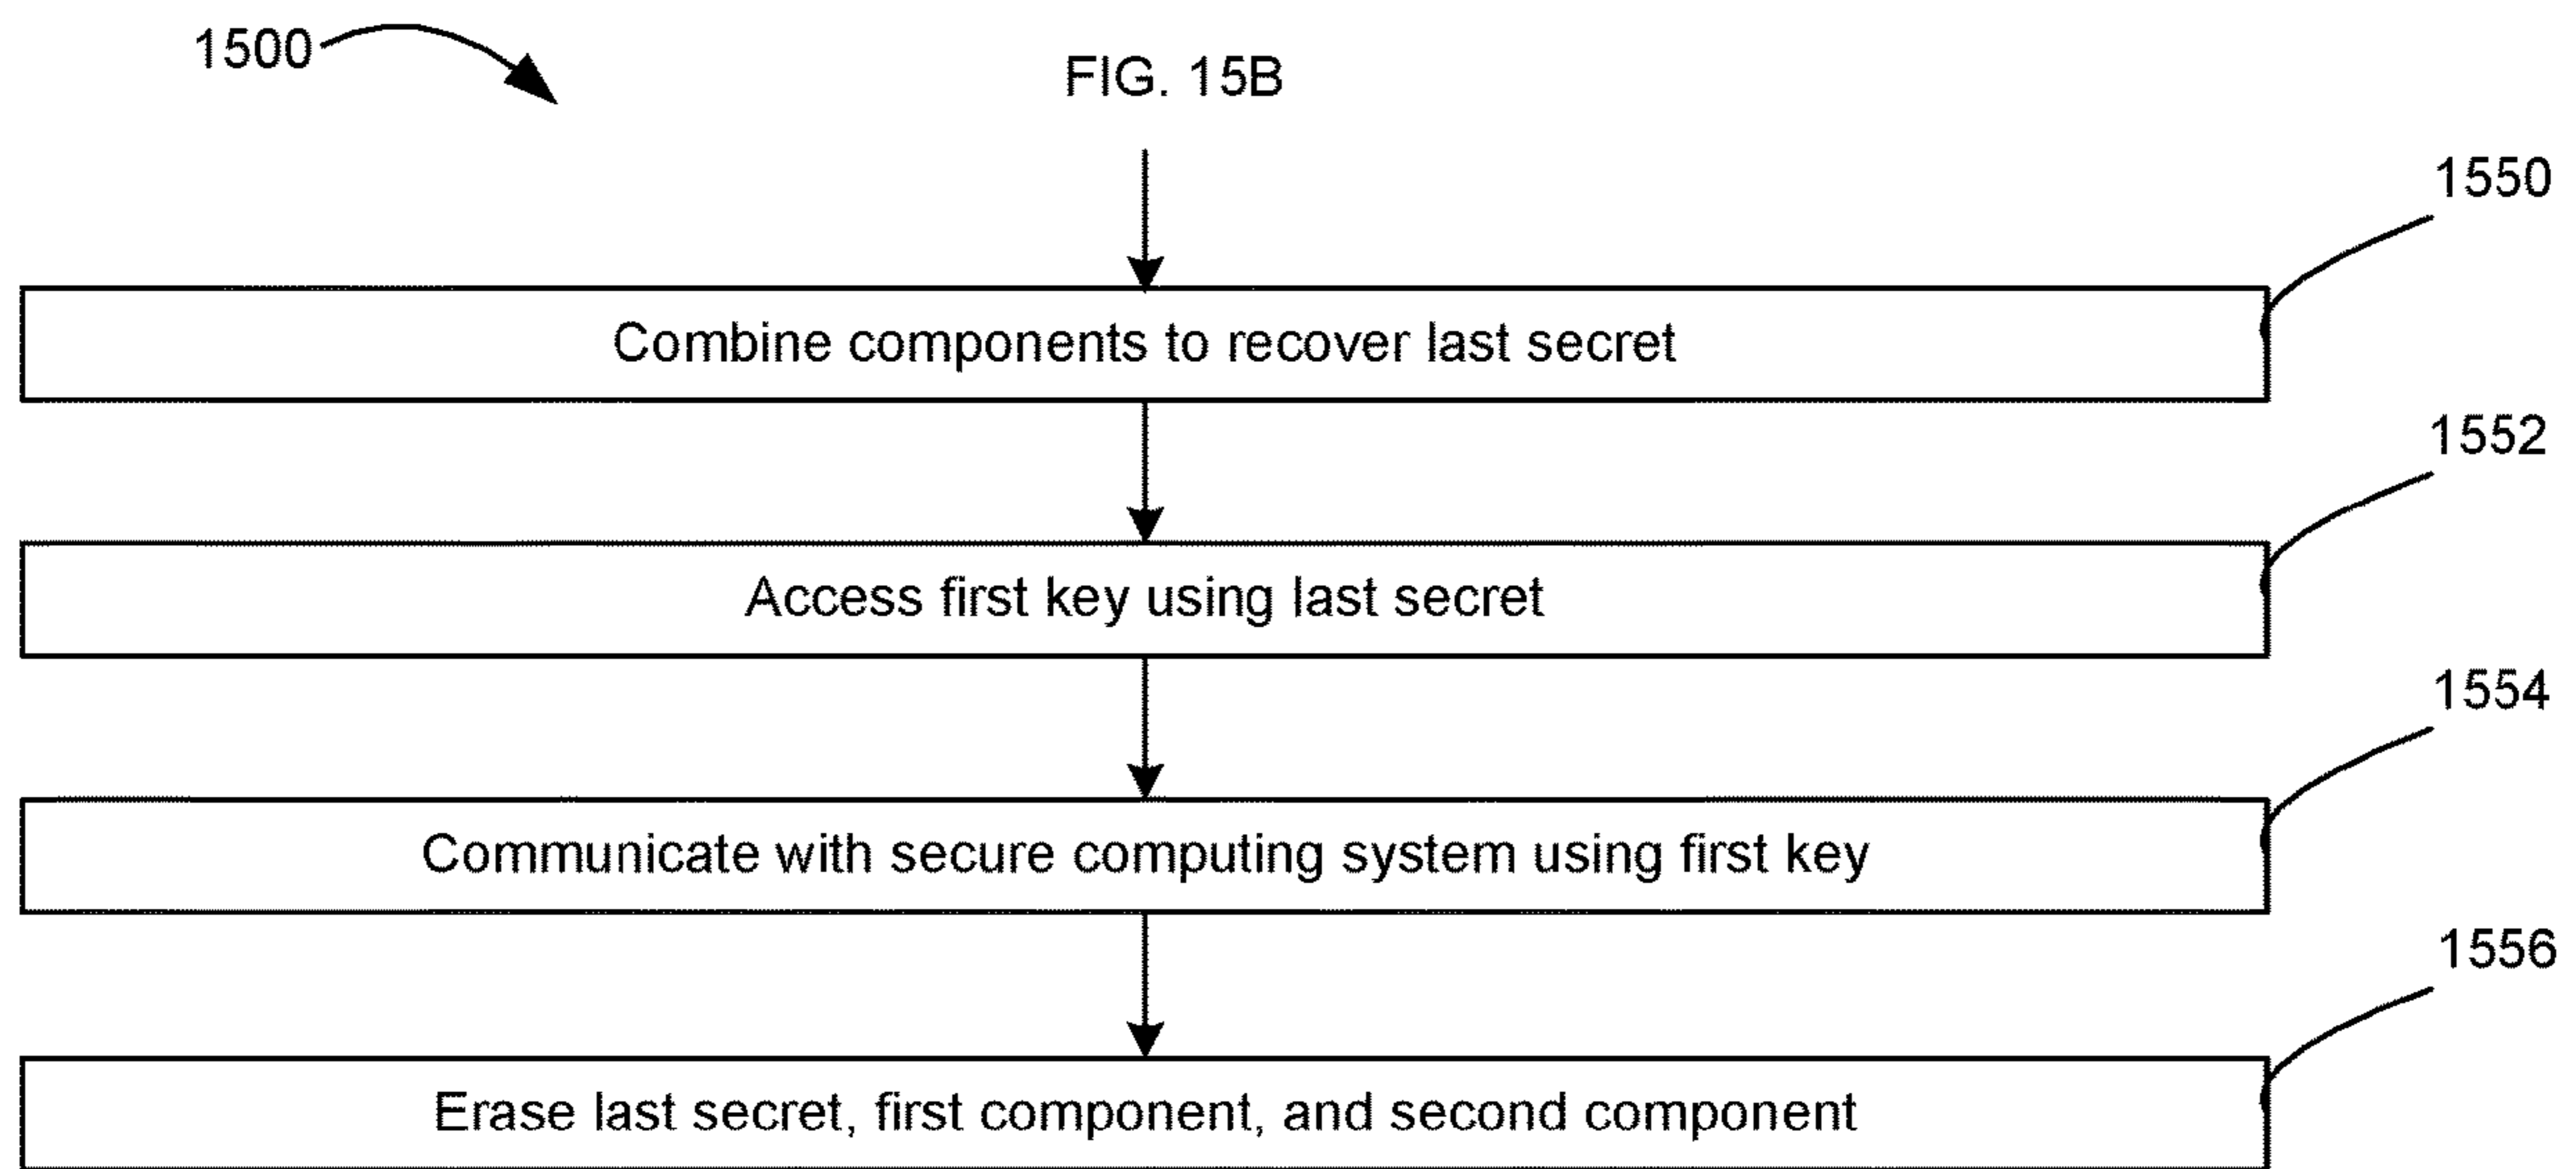 1500
FIG. 15B
1550
Combine components to recover last secret
1552
Access first key using last secret
1554
Communicate with secure computing system using first key
1556
Erase last secret, first component, and second component